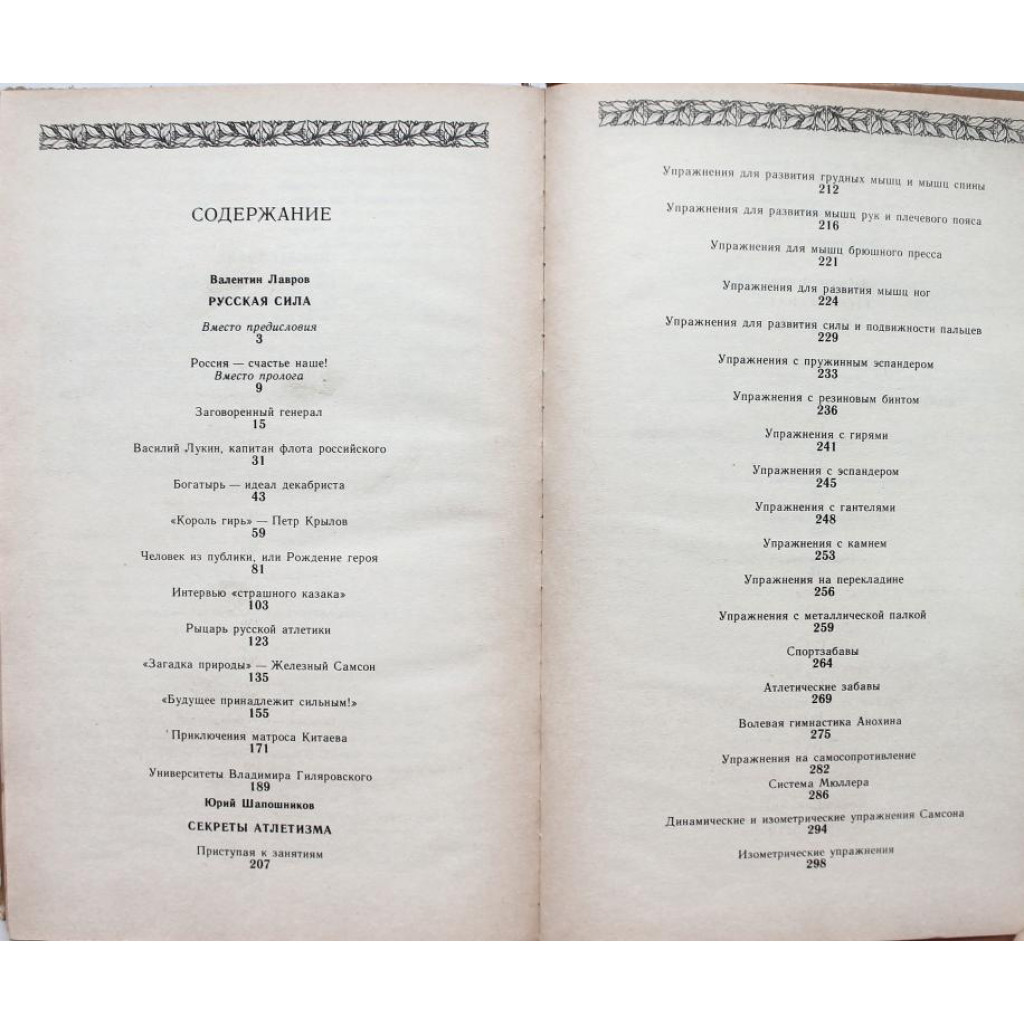 СОДЕРЖАНИЕ
Валентин Лавров
РУССКАЯ СИЛА
Вместо предисловия
3
Россия — счастье наше!
Вместо пролога
9
Заговоренный генерал
15
Василий Лукин, капитан флота российского
31
Богатырь — идеал декабриста
43
«Король гирь» — Петр Крылов
59
Человек из публики, или Рождение героя
81
Интервью «страшного казака»
103
Рыцарь русской атлетики
123
«Загадка природы» — Железный Самсон
135
«Будущее принадлежит сильным!»
155
Приключения матроса Китаева
171
Университеты Владимира Гиляровского
189
Юрий Шапошников
СЕКРЕТЫ АТЛЕТИЗМА
Приступая к занятиям
207
Упражнения для развития грудных мышц и мышц спины
212
Упражнения для развития мышц рук и плечевого пояса
216
Упражнения для мышц брюшного пресса
221
Упражнения для развития мышц ног
224
Упражнения для развития силы и подвижности пальцев
229
Упражнения с пружинным эспандером
233
Упражнения с резиновым бинтом
236
Упражнения с гирями
241
Упражнения с эспандером
245
Упражнения с гантелями
248
Упражнения с камнем
253
Упражнения на перекладине
256
Упражнения с металлической палкой
259
Спортзабавы
264
Атлетические забавы
269
Волевая гимнастика Анохина
275
Упражнения на самосопротивление
282
Система Мюллера
286
Динамические и изометрические упражнения Самсона
294
Изометрические упражнения
298